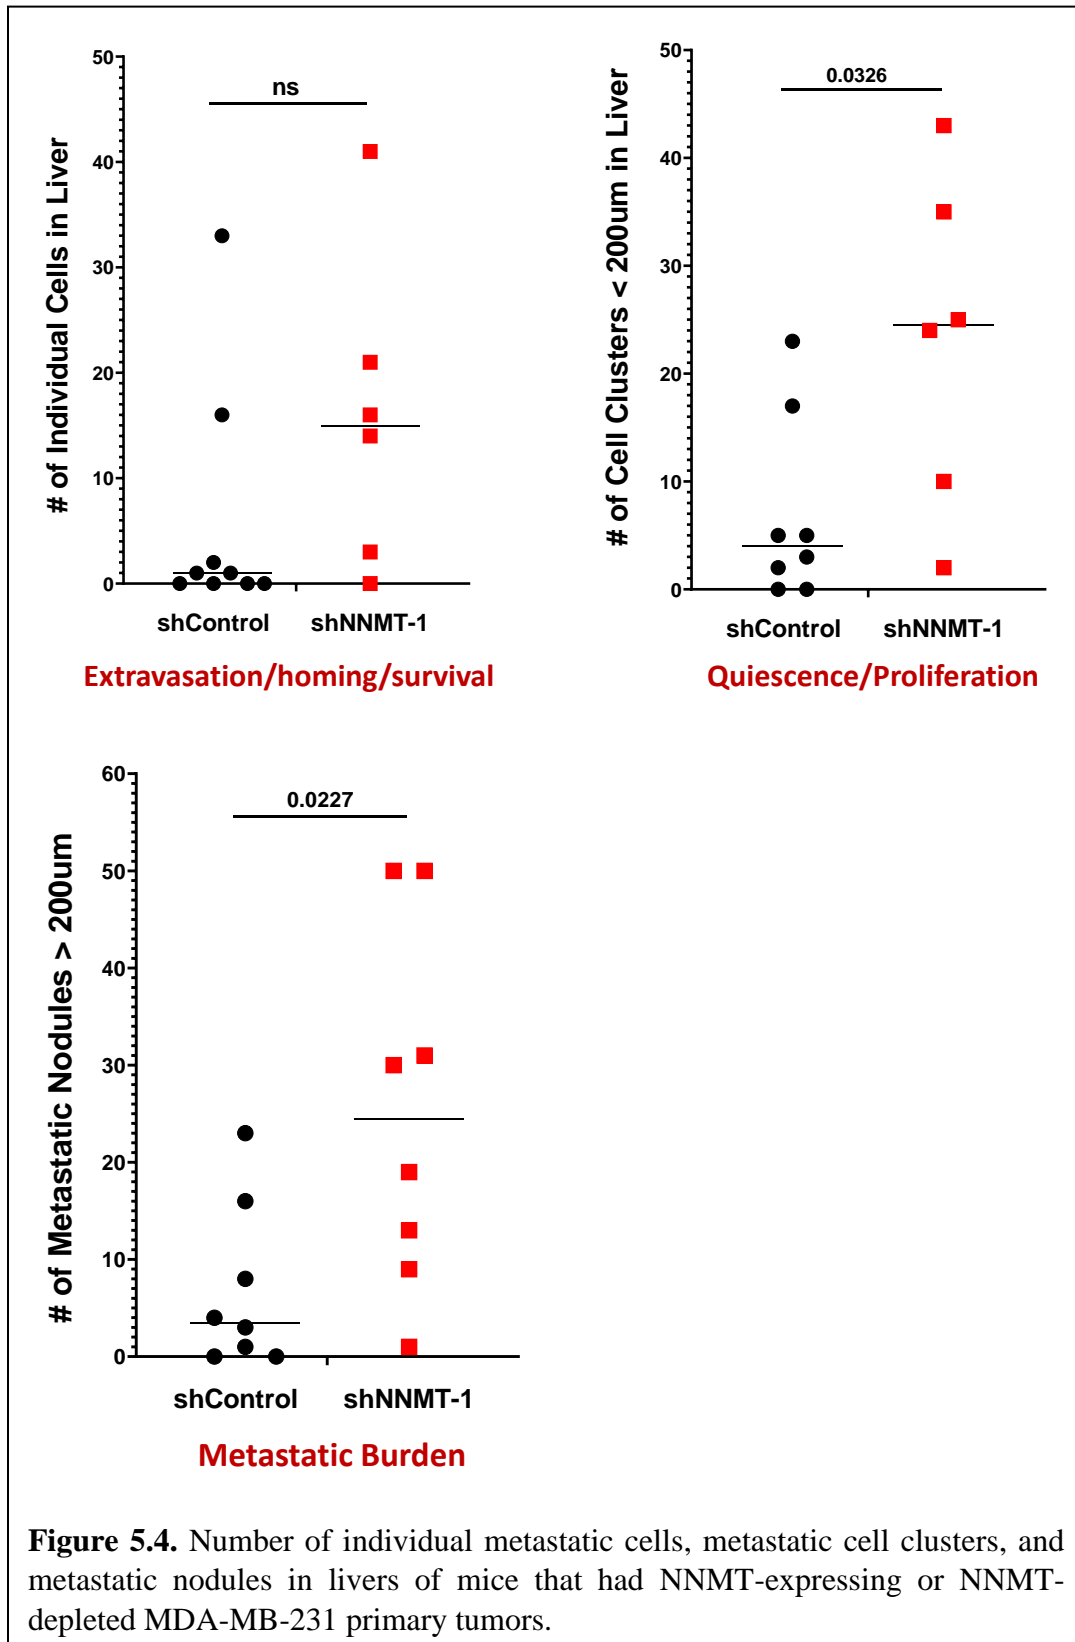 50
40
30
20
10
0
# of Individual Cells in Liver
ns
shControl
shNNMT-1
Extravasation/homing/survival
50
40
30
20
10
0
# of Cell Clusters < 200um in Liver
0.0326
shControl
shNNMT-1
Quiescence/Proliferation
60
50
40
30
20
10
0
# of Metastatic Nodules > 200um
0.0227
shControl
shNNMT-1
Metastatic Burden
Figure 5.4. Number of individual metastatic cells, metastatic cell clusters, and
metastatic nodules in livers of mice that had NNMT-expressing or NNMT-
depleted MDA-MB-231 primary tumors.